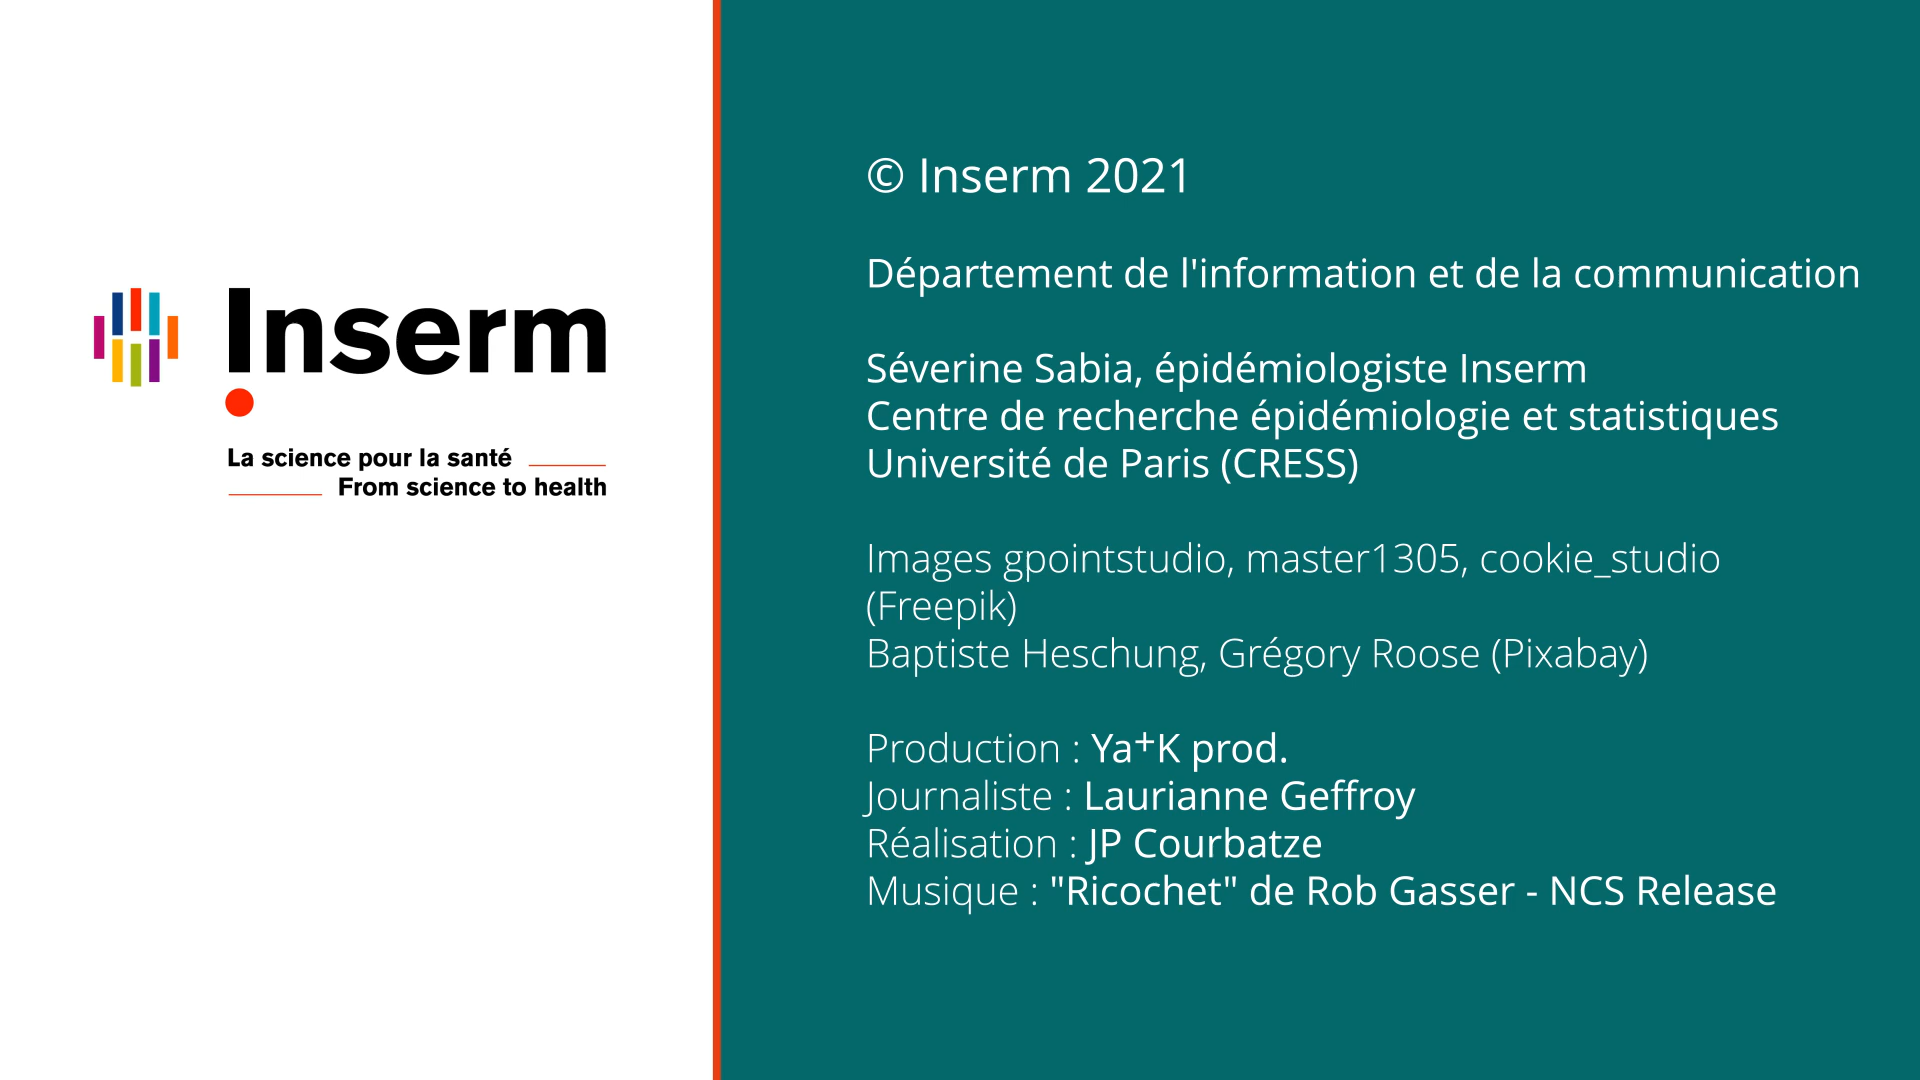 Inserm
La science pour la santé
From science to health
© Inserm 2021
Département de l'information et de la communication
Séverine Sabia, épidémiologiste Inserm
Centre de recherche épidémiologie et statistiques
Université de Paris (CRESS)
Images gpointstudio, master1305, cookie_studio
(Freepik)
Baptiste Heschung, Grégory Roose (Pixabay)
Production : Ya+K prod.
Journaliste : Laurianne Geffroy
Réalisation : JP Courbatze
Musique : "Ricochet" de Rob Gasser - NCS Release